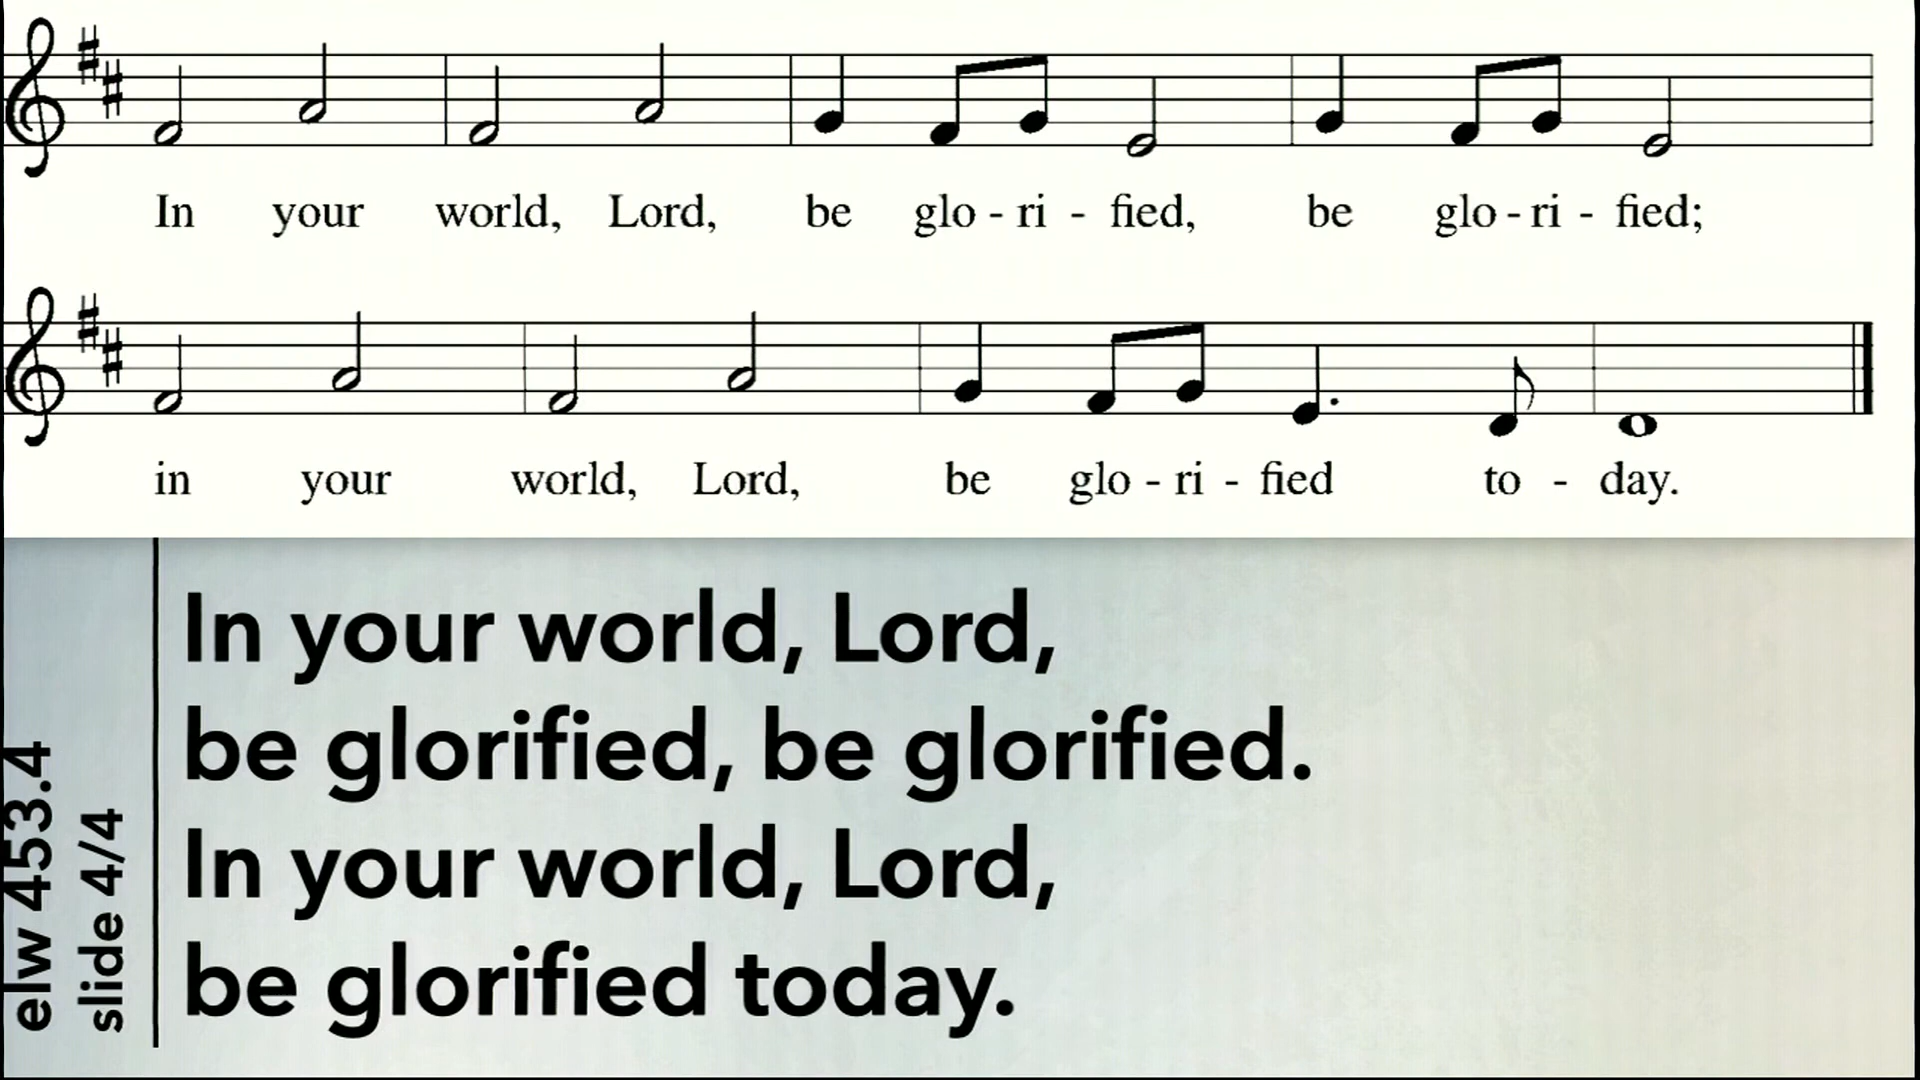 In your world, Lord, be glo - ri - fied, be glo - ri - fied;
in your world, Lord, be glo - ri - fied to - day.
In your world, Lord,
be glorified, be glorified.
In your world, Lord,
be glorified today.
elw 453.4
slide 4/4